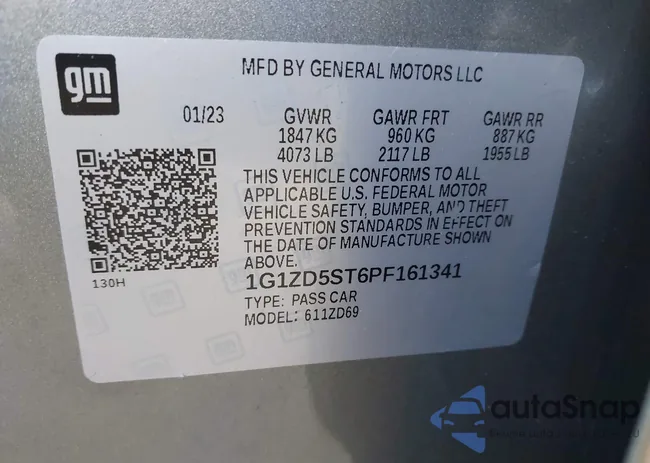 gm
MFD BY GENERAL MOTORS LLC
01/23 GVWR GAWR FRT GAWR RR
1847 KG 960 KG 887 KG
4073 LB 2117 LB 1955 LB
THIS VEHICLE CONFORMS TO ALL
APPLICABLE U.S. FEDERAL MOTOR
VEHICLE SAFETY, BUMPER, AND THEFT
PREVENTION STANDARDS IN EFFECT ON
THE DATE OF MANUFACTURE SHOWN
ABOVE.
130H
1G1ZD5ST6PF161341
TYPE: PASS CAR
MODEL: 611ZD69
autaSnap